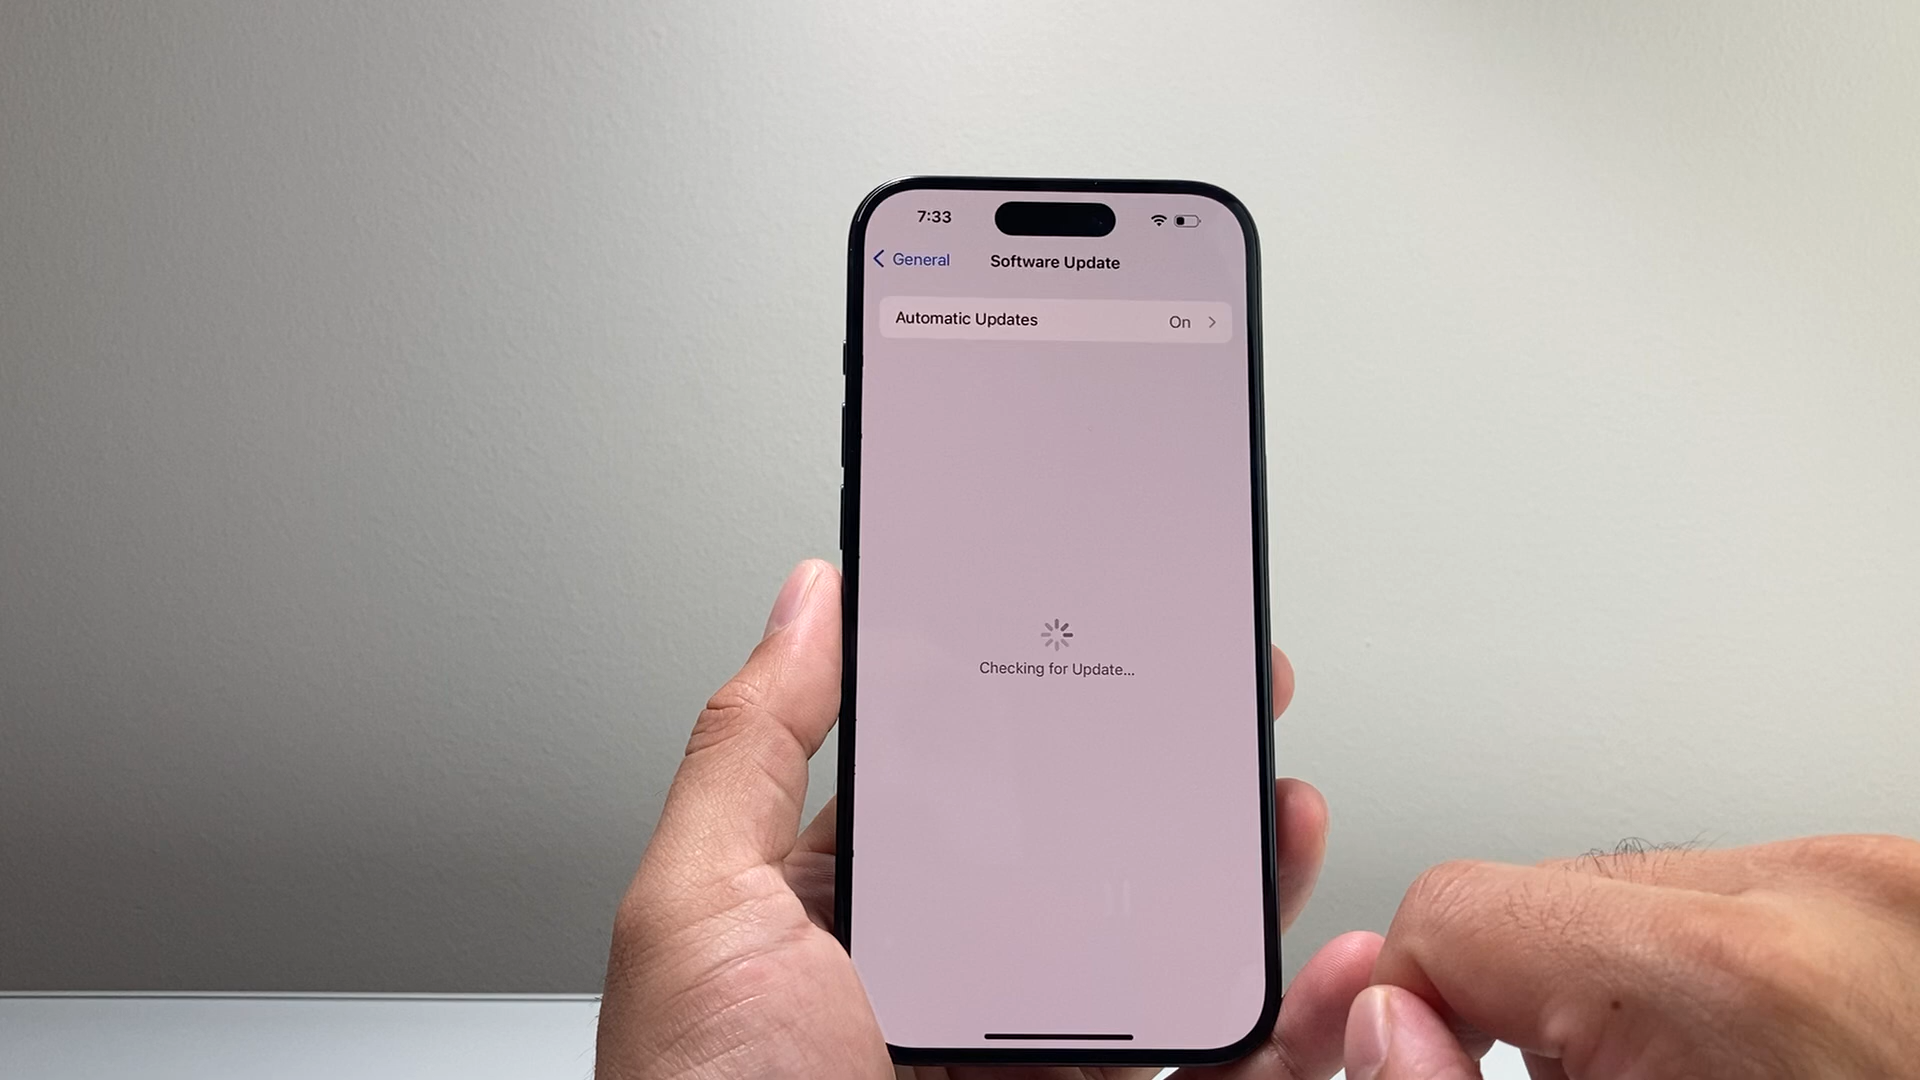 7:33
General
Software Update
Automatic Updates
On
Checking for Update...